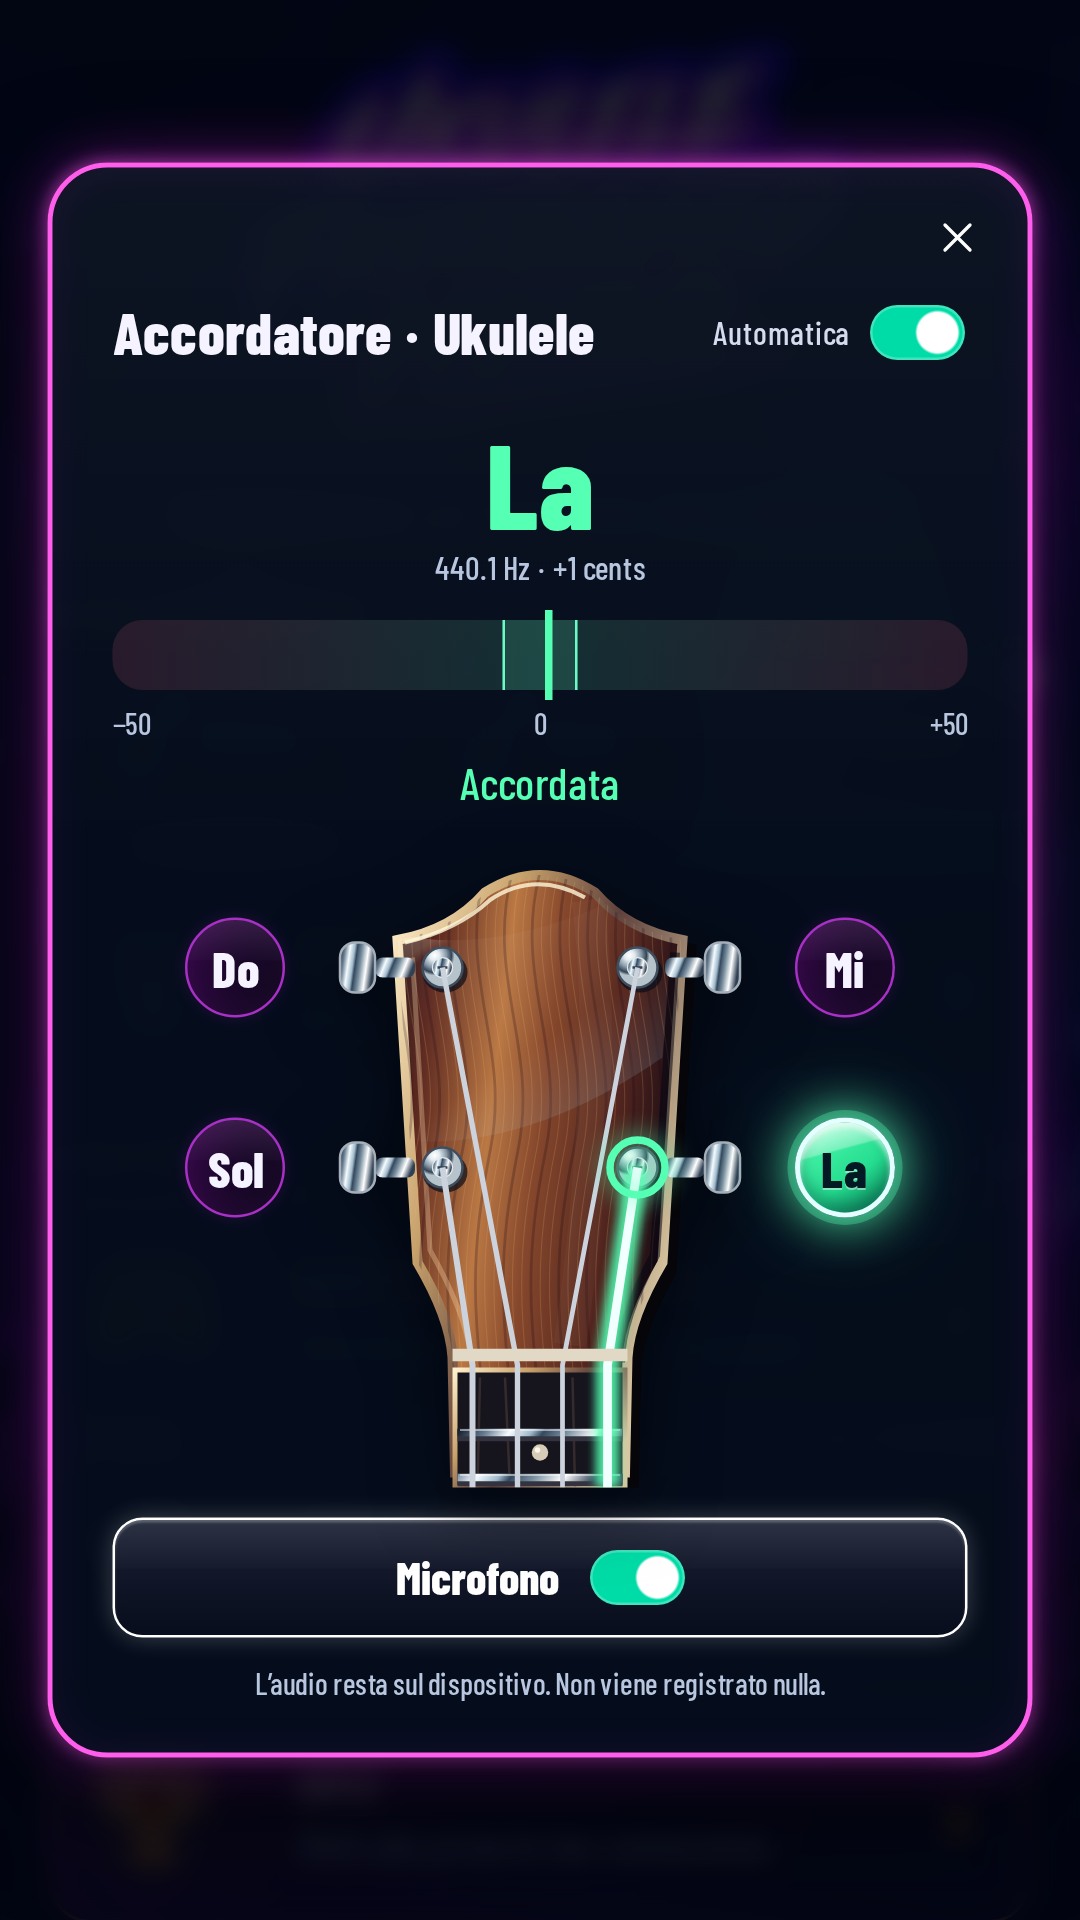 Accordatore · Ukulele
Automatica
La
440.1 Hz · +1 cents
–50 0 +50
Accordata
Do Mi
Sol La
Microfono
L’audio resta sul dispositivo. Non viene registrato nulla.